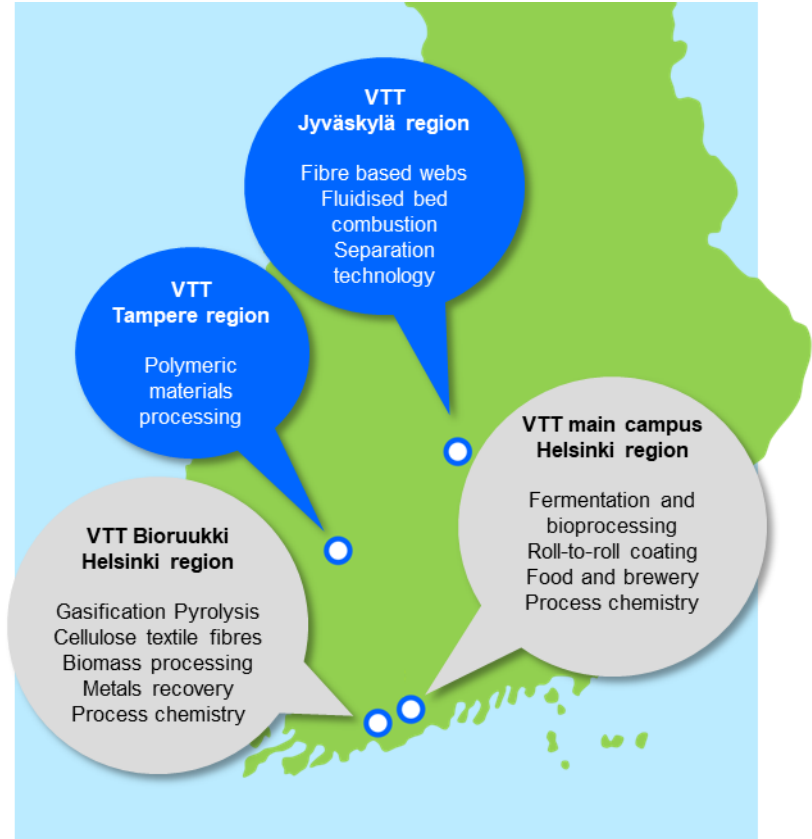 VTT
Jyväskylä region
Fibre based webs
Fluidised bed
combustion
Separation
technology
VTT
Tampere region
Polymeric
materials
processing
VTT main campus
Helsinki region
Fermentation and
bioprocessing
Roll-to-roll coating
Food and brewery
Process chemistry
VTT Bioruukki
Helsinki region
Gasification Pyrolysis
Cellulose textile fibres
Biomass processing
Metals recovery
Process chemistry